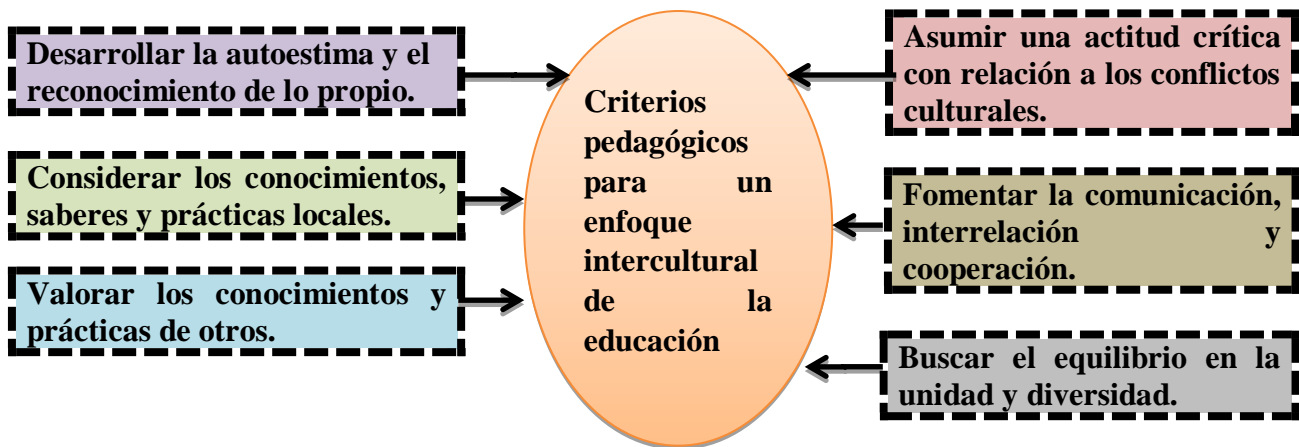 Desarrollar la autoestima y el
reconocimiento de lo propio.
Considerar los conocimientos,
saberes y prácticas locales.
Valorar los conocimientos y
prácticas de otros.
Criterios
pedagógicos
para un
enfoque
intercultural
de la
educación
Asumir una actitud crítica
con relación a los conflictos
culturales.
Fomentar la comunicación,
interrelación y
cooperación.
Buscar el equilibrio en la
unidad y diversidad.